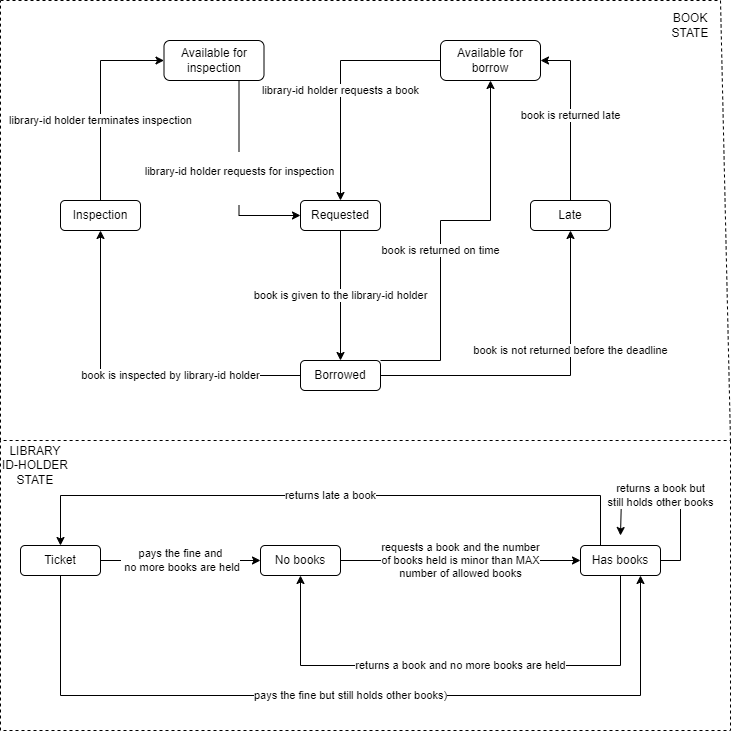 BOOK
STATE
Available for
inspection
Available for
borrow
library-id holder requests a book
library-id holder terminates inspection
book is returned late
library-id holder requests for inspection
Inspection
Requested
Late
book is returned on time
book is given to the library-id holder
book is not returned before the deadline
book is inspected by library-id holder
Borrowed
LIBRARY
ID-HOLDER
STATE
returns late a book
returns a book but
still holds other books
Ticket
pays the fine and
no more books are held
No books
requests a book and the number
of books held is minor than MAX
number of allowed books
Has books
returns a book and no more books are held
pays the fine but still holds other books)